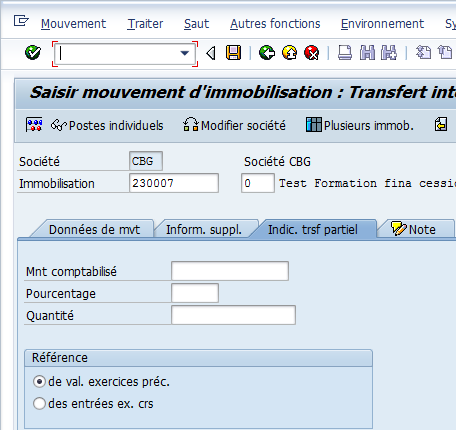 Mouvement Traiter Saut Autres fonctions Environnement
Saisir mouvement d'immobilisation : Transfert int
Postes individuels Modifier société Plusieurs immob.
Société CBG Société CBG
Immobilisation 230007 0 Test Formation fina cessio
Données de mvt Inform. suppl. Indic. trsf partiel Note
Mnt comptabilisé
Pourcentage
Quantité
Référence
de val. exercices préc.
des entrées ex. crs